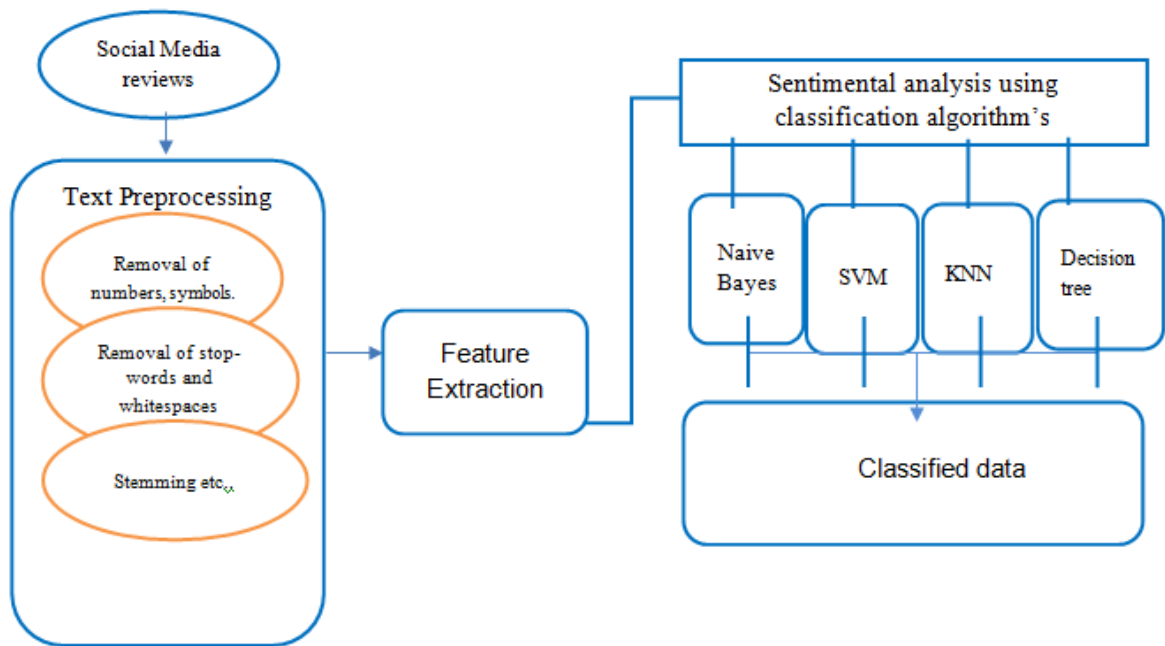 Social Media
reviews
Text Preprocessing
Removal of
numbers, symbols.
Removal of stop-
words and
whitespaces
Stemming etc..
Feature
Extraction
Sentimental analysis using
classification algorithm's
Naive
Bayes
SVM
KNN
Decision
tree
Classified data